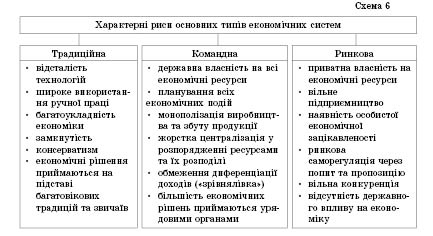 Схема 6
Характерні риси основних типів економічних систем
Традиційна
• відсталість
технологій
• широке використан-
ня ручної праці
• багатоукладність
економіки
• замкнутість
• консерватизм
• економічні рішення
приймаються на
підставі
багатовікових
традицій та звичаїв
Командна
• державна власність на всі
економічні ресурси
• планування всіх
економічних подій
• монополізація виробницт-
ва та збуту продукції
• жорстка централізація у
розпорядженні ресурсами
та їх розподілі
• обмеження диференціації
доходів («зрівнялівка»)
• більшість економічних
рішень приймаються уря-
довими органами
Ринкова
• приватна власність на
економічні ресурси
• вільне
підприємництво
• наявність особистої
економічної
зацікавленості
• ринкова
саморегуляція через
попит та пропозицію
• вільна конкуренція
• відсутність державно-
го впливу на еконо-
міку